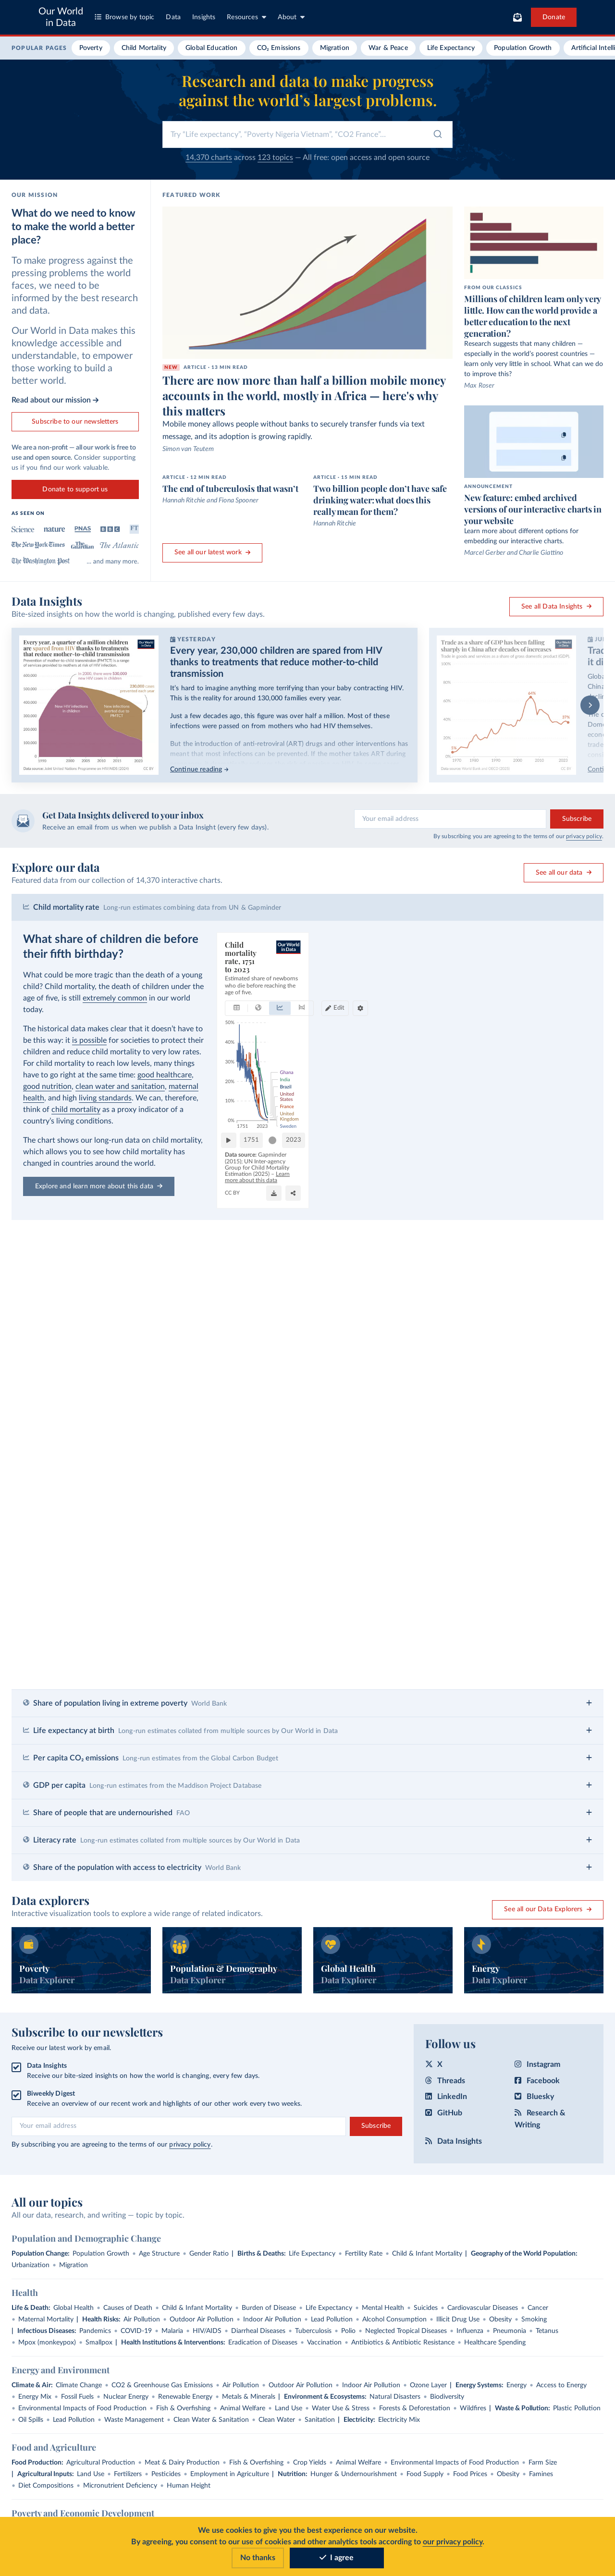 Our World
in Data
Browse by topic
Data
Insights
Resources
About
Donate
POPULAR PAGES
Poverty
Child Mortality
Global Education
CO₂ Emissions
Migration
War & Peace
Life Expectancy
Population Growth
Artificial Intelli
Research and data to make progress
against the world's largest problems.
Try "Life expectancy", "Poverty Nigeria Vietnam", "CO2 France"...
14,370 charts across 123 topics — All free: open access and open source
OUR MISSION
What do we need to know
to make the world a better
place?
To make progress against the
pressing problems the world
faces, we need to be
informed by the best research
and data.
Our World in Data makes this
knowledge accessible and
understandable, to empower
those working to build a
better world.
Read about our mission →
Subscribe to our newsletters
We are a non-profit — all our work is free to
use and open source. Consider supporting
us if you find our work valuable.
Donate to support us
AS SEEN ON
Science
nature
PNAS
BBC
FT
The New York Times
The Guardian
The Atlantic
The Washington Post
... and many more.
FEATURED WORK
NEW ARTICLE · 13 MIN READ
There are now more than half a billion mobile money
accounts in the world, mostly in Africa — here's why
this matters
Mobile money allows people without banks to securely transfer funds via text
message, and its adoption is growing rapidly.
Simon van Teutem
ARTICLE · 12 MIN READ
The end of tuberculosis that wasn't
Hannah Ritchie and Fiona Spooner
ARTICLE · 15 MIN READ
Two billion people don't have safe
drinking water: what does this
really mean for them?
Hannah Ritchie
See all our latest work →
FROM OUR CLASSICS
Millions of children learn only very
little. How can the world provide a
better education to the next
generation?
Research suggests that many children —
especially in the world's poorest countries —
learn only very little in school. What can we do
to improve this?
Max Roser
ANNOUNCEMENT
New feature: embed archived
versions of our interactive charts in
your website
Learn more about different options for
embedding our interactive charts.
Marcel Gerber and Charlie Giattino
Data Insights
Bite-sized insights on how the world is changing, published every few days.
See all Data Insights →
Every year, a quarter of a million children
are spared from HIV thanks to treatments
that reduce mother-to-child transmission
YESTERDAY
Every year, 230,000 children are spared from HIV
thanks to treatments that reduce mother-to-child
transmission
It's hard to imagine anything more terrifying than your baby contracting HIV.
This is the reality for around 130,000 families every year.
Just a few decades ago, this figure was over half a million. Most of these
infections were passed on from mothers who had HIV themselves.
But the introduction of anti-retroviral (ART) drugs and other interventions has
meant that most infections can be prevented. If the mother takes ART during
Continue reading →
Trade as a share of GDP has been falling
sharply in China after decades of increases
Get Data Insights delivered to your inbox
Receive an email from us when we publish a Data Insight (every few days).
Your email address
Subscribe
By subscribing you are agreeing to the terms of our privacy policy.
Explore our data
Featured data from our collection of 14,370 interactive charts.
See all our data →
Child mortality rate Long-run estimates combining data from UN & Gapminder
What share of children die before
their fifth birthday?
What could be more tragic than the death of a young
child? Child mortality, the death of children under the
age of five, is still extremely common in our world
today.
The historical data makes clear that it doesn't have to
be this way: it is possible for societies to protect their
children and reduce child mortality to very low rates.
For child mortality to reach low levels, many things
have to go right at the same time: good healthcare,
good nutrition, clean water and sanitation, maternal
health, and high living standards. We can, therefore,
think of child mortality as a proxy indicator of a
country's living conditions.
The chart shows our long-run data on child mortality,
which allows you to see how child mortality has
changed in countries around the world.
Explore and learn more about this data →
Child
mortality
rate, 1751
to 2023
Our World
in Data
Estimated share of newborns
who die before reaching the
age of five.
Edit
50%
40%
30%
20%
10%
0%
1751
2023
Ghana
India
Brazil
United
States
France
United
Kingdom
Sweden
1751
2023
Data source: Gapminder
(2015); UN Inter-agency
Group for Child Mortality
Estimation (2025) – Learn
more about this data
CC BY
Share of population living in extreme poverty World Bank
Life expectancy at birth Long-run estimates collated from multiple sources by Our World in Data
Per capita CO₂ emissions Long-run estimates from the Global Carbon Budget
GDP per capita Long-run estimates from the Maddison Project Database
Share of people that are undernourished FAO
Literacy rate Long-run estimates collated from multiple sources by Our World in Data
Share of the population with access to electricity World Bank
Data explorers
Interactive visualization tools to explore a wide range of related indicators.
See all our Data Explorers →
Poverty
Data Explorer
Population & Demography
Data Explorer
Global Health
Data Explorer
Energy
Data Explorer
Subscribe to our newsletters
Receive our latest work by email.
Data Insights
Receive our bite-sized insights on how the world is changing, every few days.
Biweekly Digest
Receive an overview of our recent work and highlights of our other work every two weeks.
Your email address
Subscribe
By subscribing you are agreeing to the terms of our privacy policy.
Follow us
X
Instagram
Threads
Facebook
LinkedIn
Bluesky
GitHub
Research &
Writing
Data Insights
All our topics
All our data, research, and writing — topic by topic.
Population and Demographic Change
Population Change: Population Growth • Age Structure • Gender Ratio | Births & Deaths: Life Expectancy • Fertility Rate • Child & Infant Mortality | Geography of the World Population:
Urbanization • Migration
Health
Life & Death: Global Health • Causes of Death • Child & Infant Mortality • Burden of Disease • Life Expectancy • Mental Health • Suicides • Cardiovascular Diseases • Cancer
• Maternal Mortality | Health Risks: Air Pollution • Outdoor Air Pollution • Indoor Air Pollution • Lead Pollution • Alcohol Consumption • Illicit Drug Use • Obesity • Smoking
| Infectious Diseases: Pandemics • COVID-19 • Malaria • HIV/AIDS • Diarrheal Diseases • Tuberculosis • Polio • Neglected Tropical Diseases • Influenza • Pneumonia • Tetanus
• Mpox (monkeypox) • Smallpox | Health Institutions & Interventions: Eradication of Diseases • Vaccination • Antibiotics & Antibiotic Resistance • Healthcare Spending
Energy and Environment
Climate & Air: Climate Change • CO2 & Greenhouse Gas Emissions • Air Pollution • Outdoor Air Pollution • Indoor Air Pollution • Ozone Layer | Energy Systems: Energy • Access to Energy
• Energy Mix • Fossil Fuels • Nuclear Energy • Renewable Energy • Metals & Minerals | Environment & Ecosystems: Natural Disasters • Biodiversity
• Environmental Impacts of Food Production • Fish & Overfishing • Animal Welfare • Land Use • Water Use & Stress • Forests & Deforestation • Wildfires | Waste & Pollution: Plastic Pollution
• Oil Spills • Lead Pollution • Waste Management • Clean Water & Sanitation • Clean Water • Sanitation | Electricity: Electricity Mix
Food and Agriculture
Food Production: Agricultural Production • Meat & Dairy Production • Fish & Overfishing • Crop Yields • Animal Welfare • Environmental Impacts of Food Production • Farm Size
| Agricultural Inputs: Land Use • Fertilizers • Pesticides • Employment in Agriculture | Nutrition: Hunger & Undernourishment • Food Supply • Food Prices • Obesity • Famines
• Diet Compositions • Micronutrient Deficiency • Human Height
Poverty and Economic Development
We use cookies to give you the best experience on our website.
By agreeing, you consent to our use of cookies and other analytics tools according to our privacy policy.
No thanks
I agree